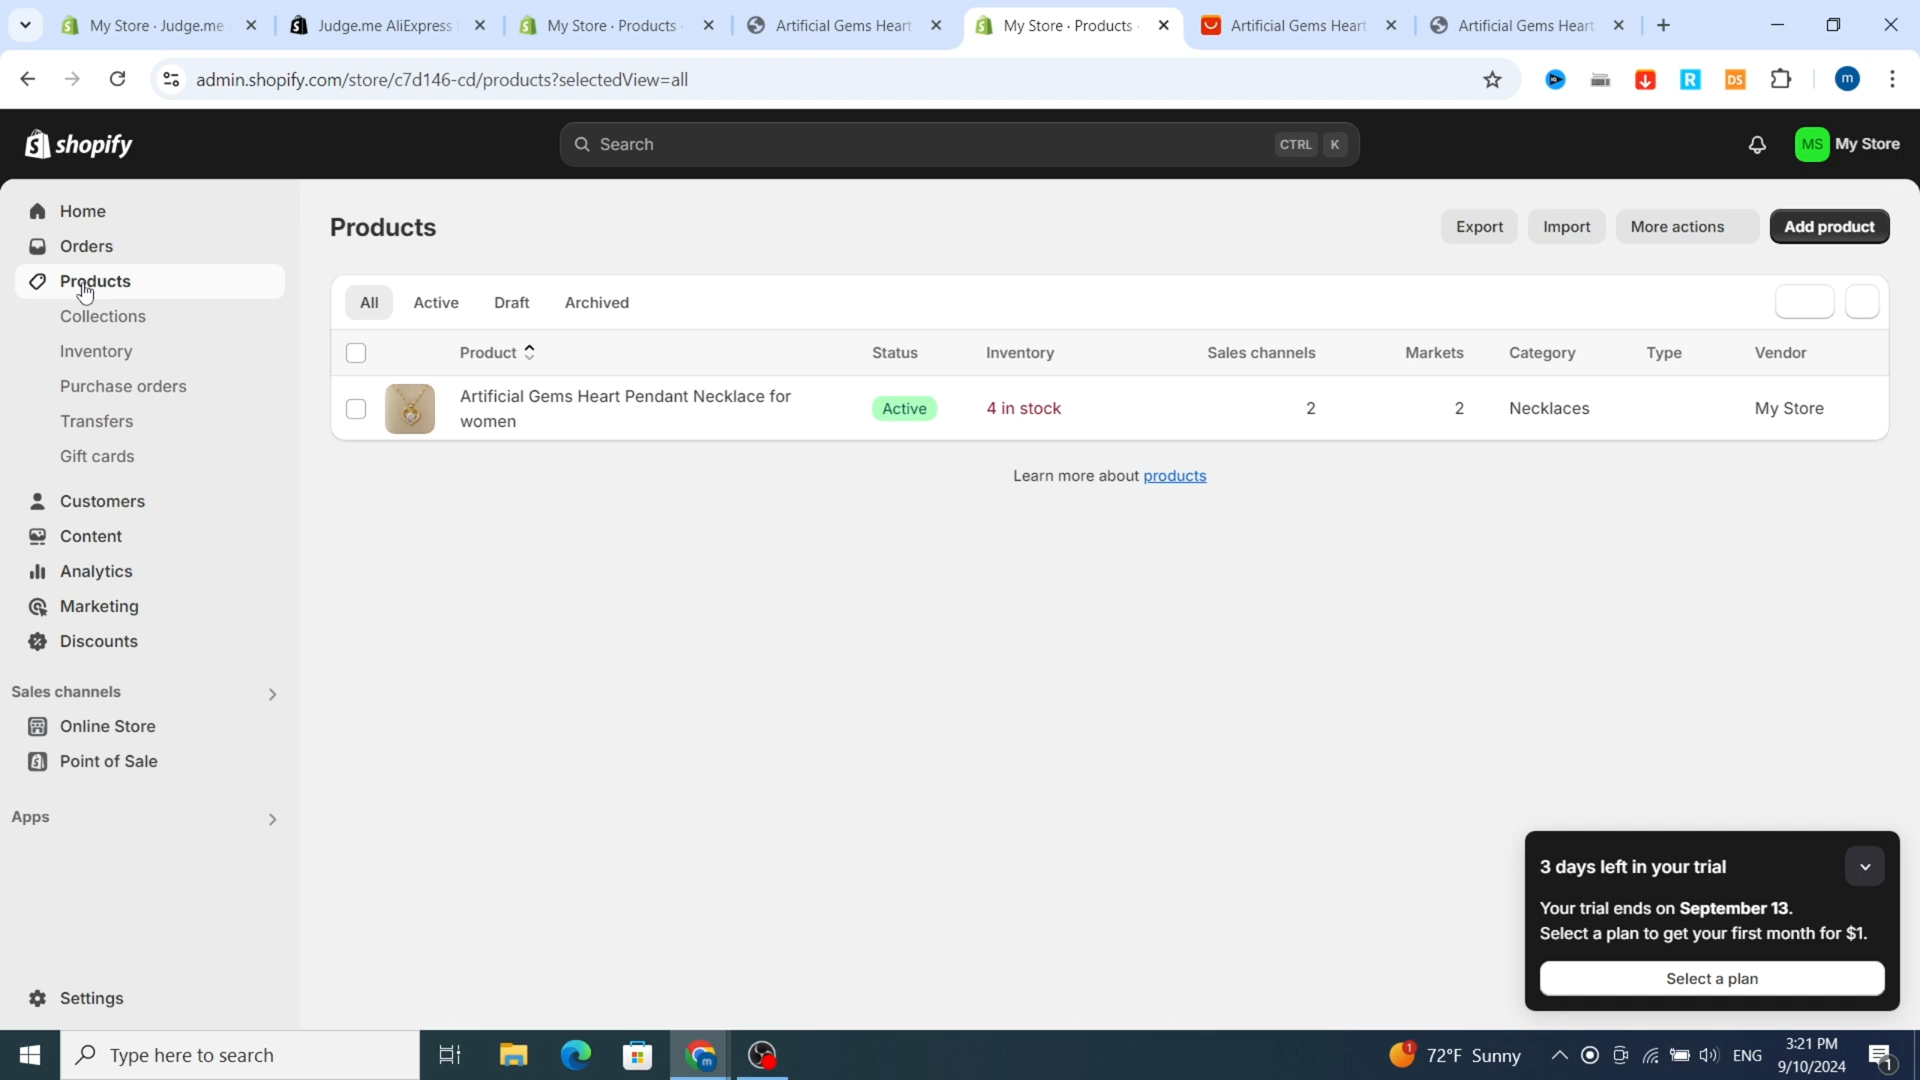 My Store · Judge.me
Judge.me AliExpress
My Store · Products ·
Artificial Gems Heart
My Store · Products ·
Artificial Gems Heart
Artificial Gems Heart
admin.shopify.com/store/c7d146-cd/products?selectedView=all
R
DS
m
shopify
Search
CTRL K
MS My Store
Home
Orders
Products
Collections
Inventory
Purchase orders
Transfers
Gift cards
Customers
Content
Analytics
Marketing
Discounts
Sales channels
Online Store
Point of Sale
Apps
Settings
Products
Export Import More actions Add product
All Active Draft Archived
Product Status Inventory Sales channels Markets Category Type Vendor
Artificial Gems Heart Pendant Necklace for
women
Active 4 in stock 2 2 Necklaces My Store
Learn more about products
3 days left in your trial
Your trial ends on September 13.
Select a plan to get your first month for $1.
Select a plan
Type here to search
m
1
72°F Sunny
ENG
3:21 PM
9/10/2024
1